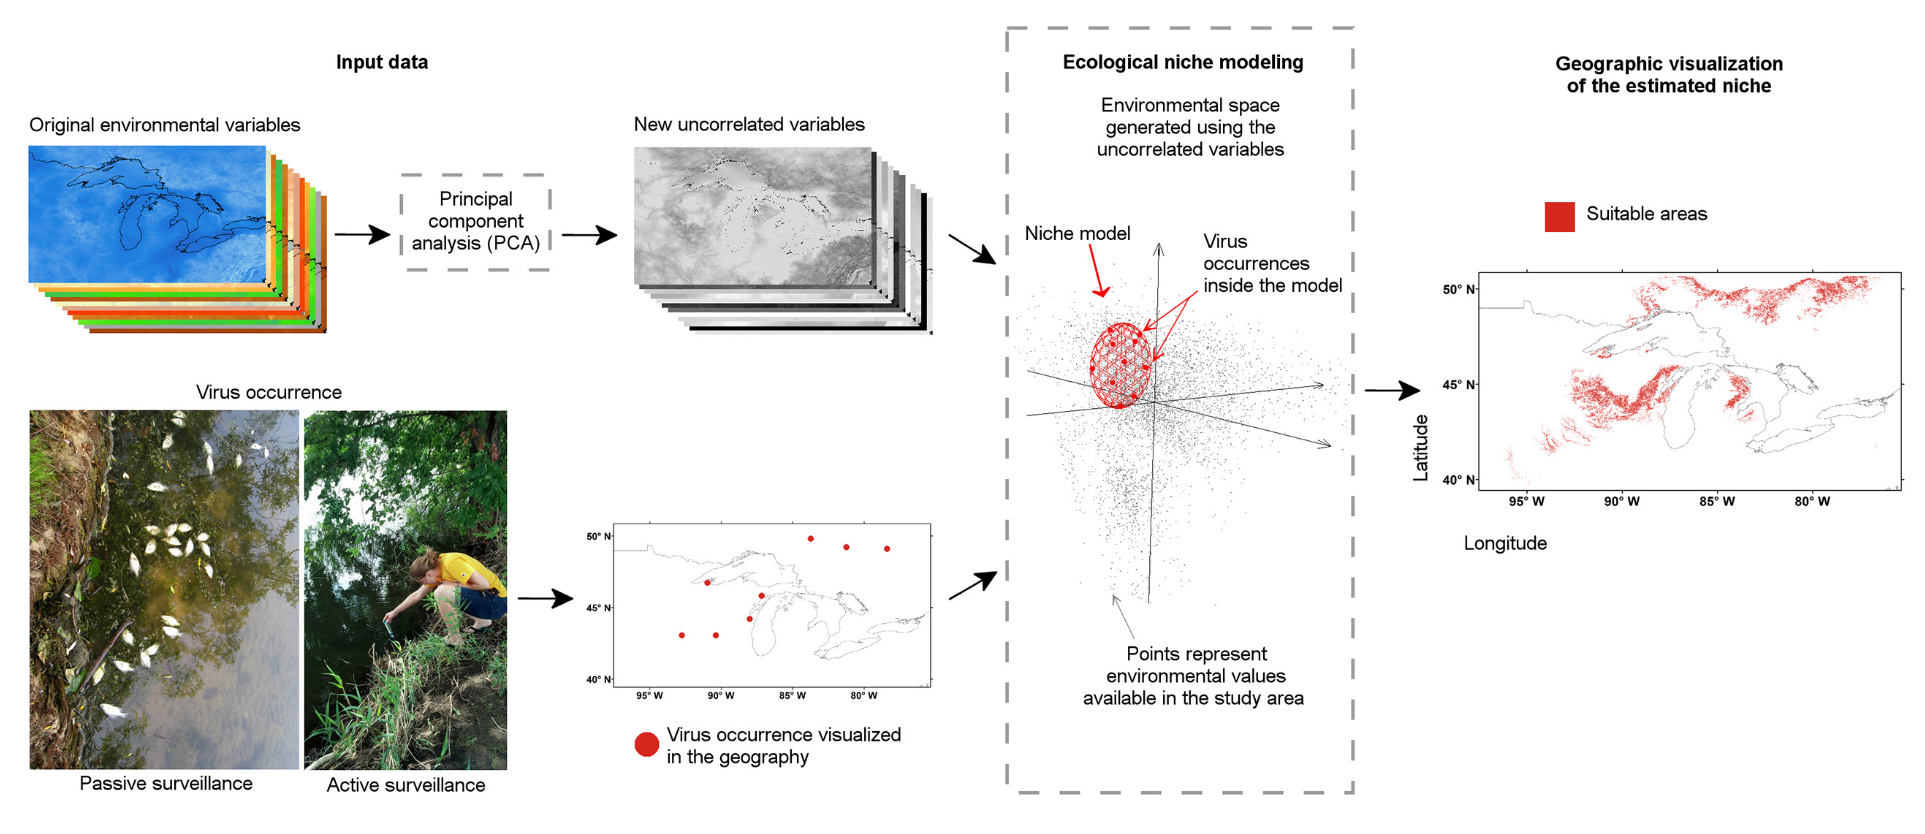 Input data
Original environmental variables
Principal
component
analysis (PCA)
New uncorrelated variables
Virus occurrence
Passive surveillance
Active surveillance
50° N
45° N
40° N
95° W
90° W
85° W
80° W
Virus occurrence visualized
in the geography
Ecological niche modeling
Environmental space
generated using the
uncorrelated variables
Niche model
Virus
occurrences
inside the model
Points represent
environmental values
available in the study area
Geographic visualization
of the estimated niche
Suitable areas
50° N
45° N
40° N
Latitude
95° W
90° W
85° W
80° W
Longitude